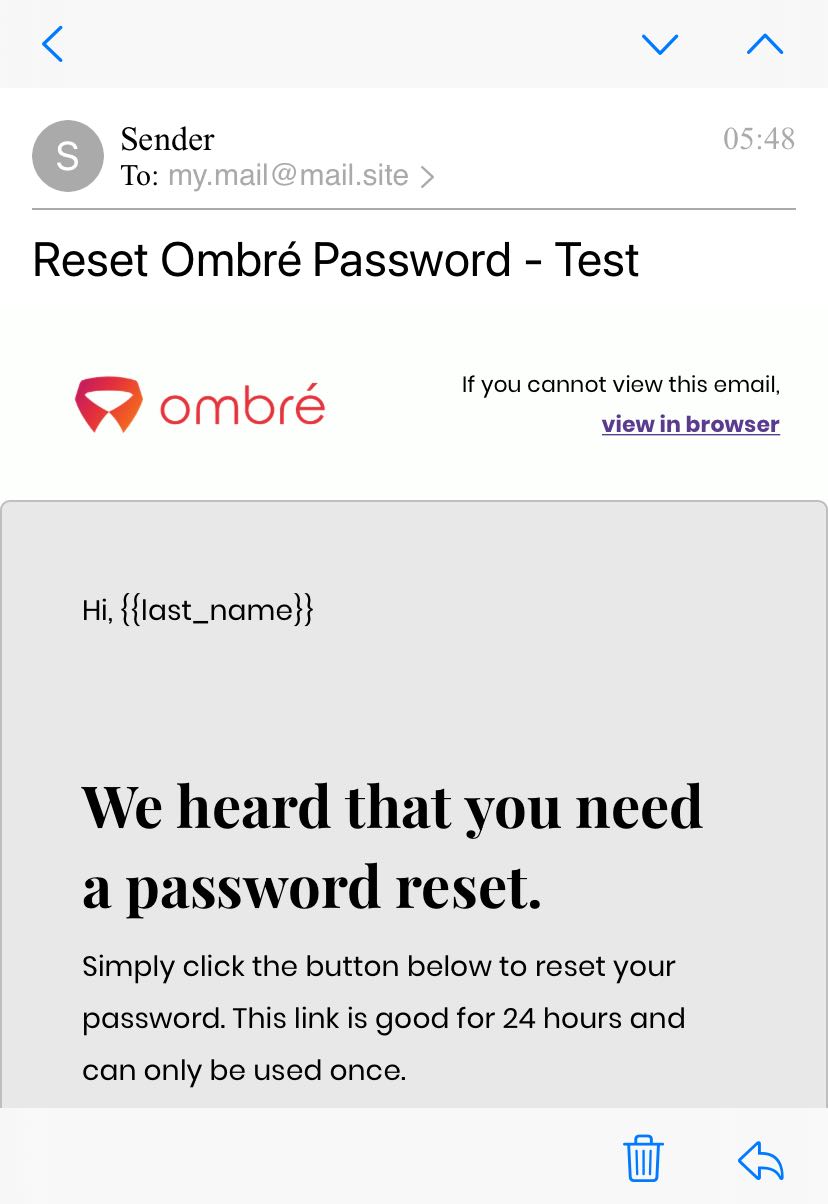 S
Sender
05:48
To: my.mail@mail.site
Reset Ombré Password - Test
ombré
If you cannot view this email,
view in browser
Hi, {{last_name}}
We heard that you need
a password reset.
Simply click the button below to reset your
password. This link is good for 24 hours and
can only be used once.